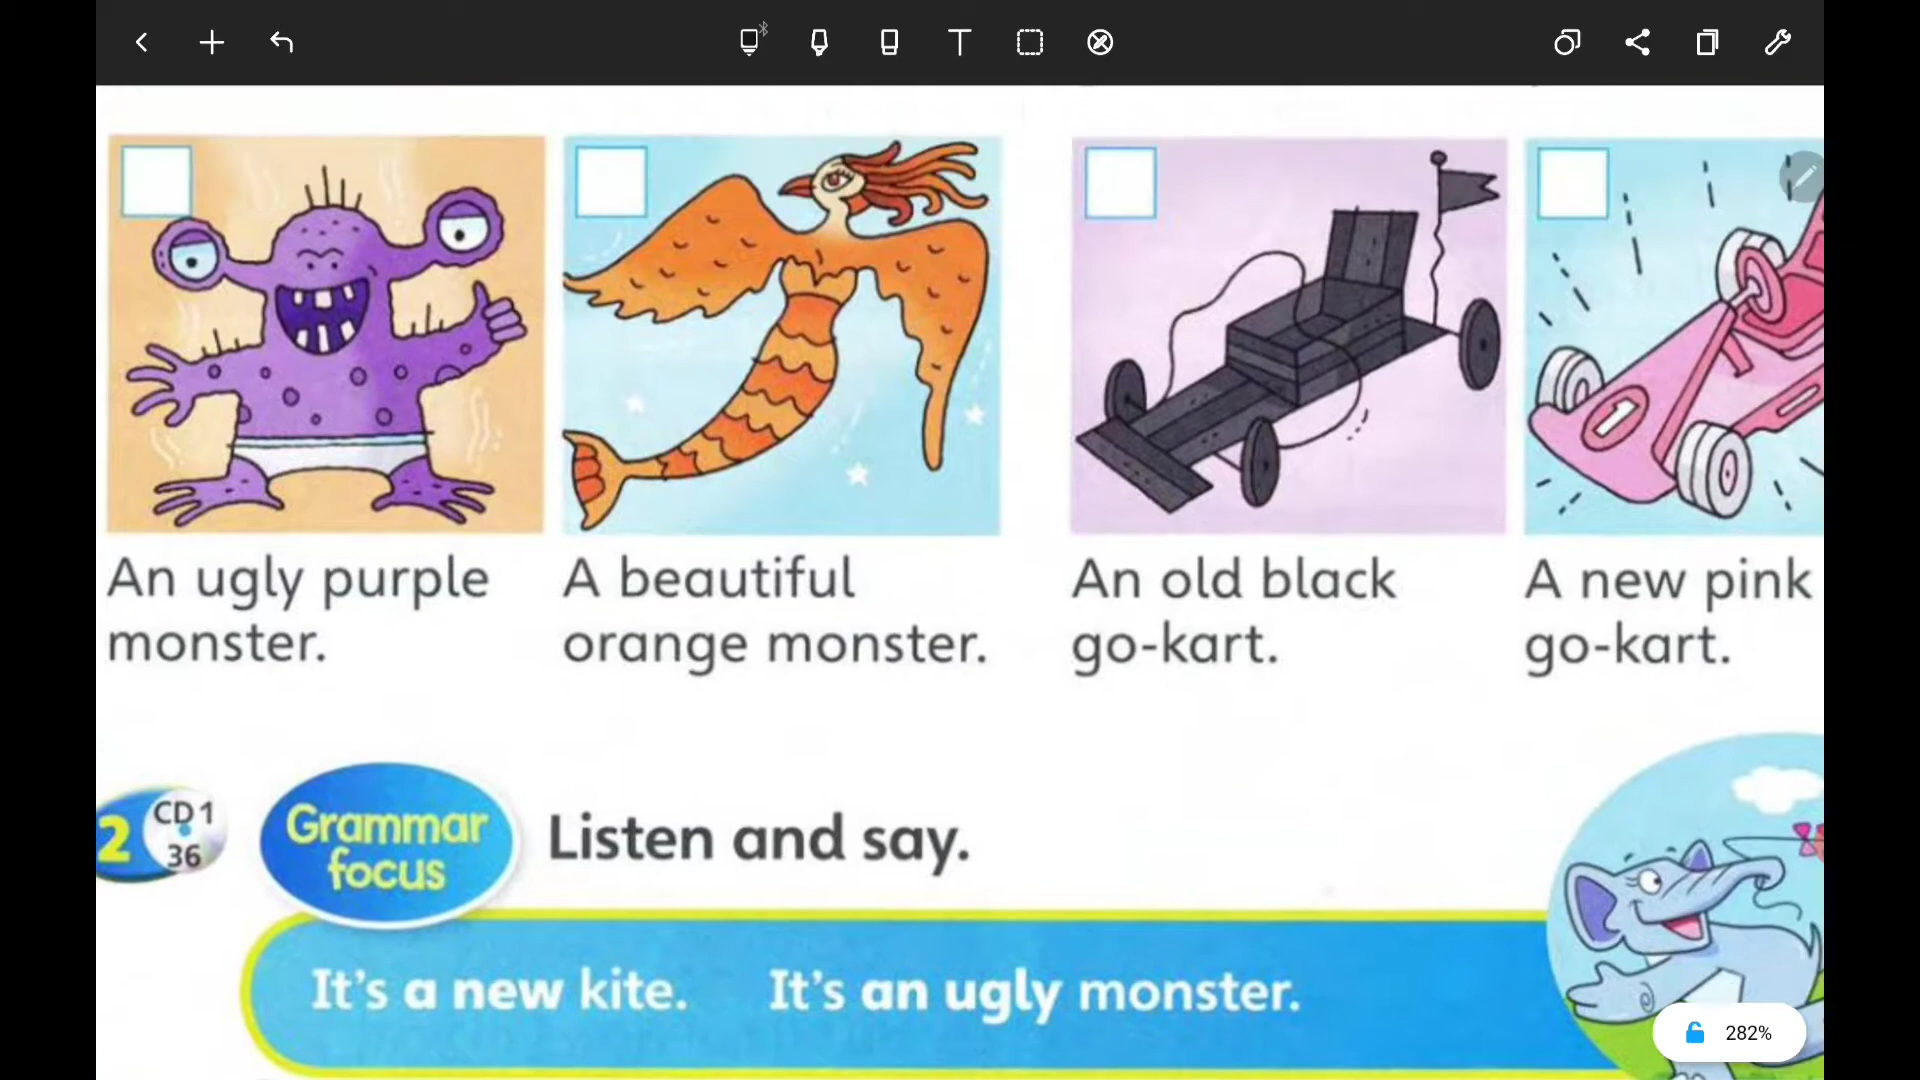 1
An ugly purple
monster.
A beautiful
orange monster.
An old black
go-kart.
A new pink
go-kart.
2
CD 1
36
Grammar
focus
Listen and say.
It's a new kite. It's an ugly monster.
282%